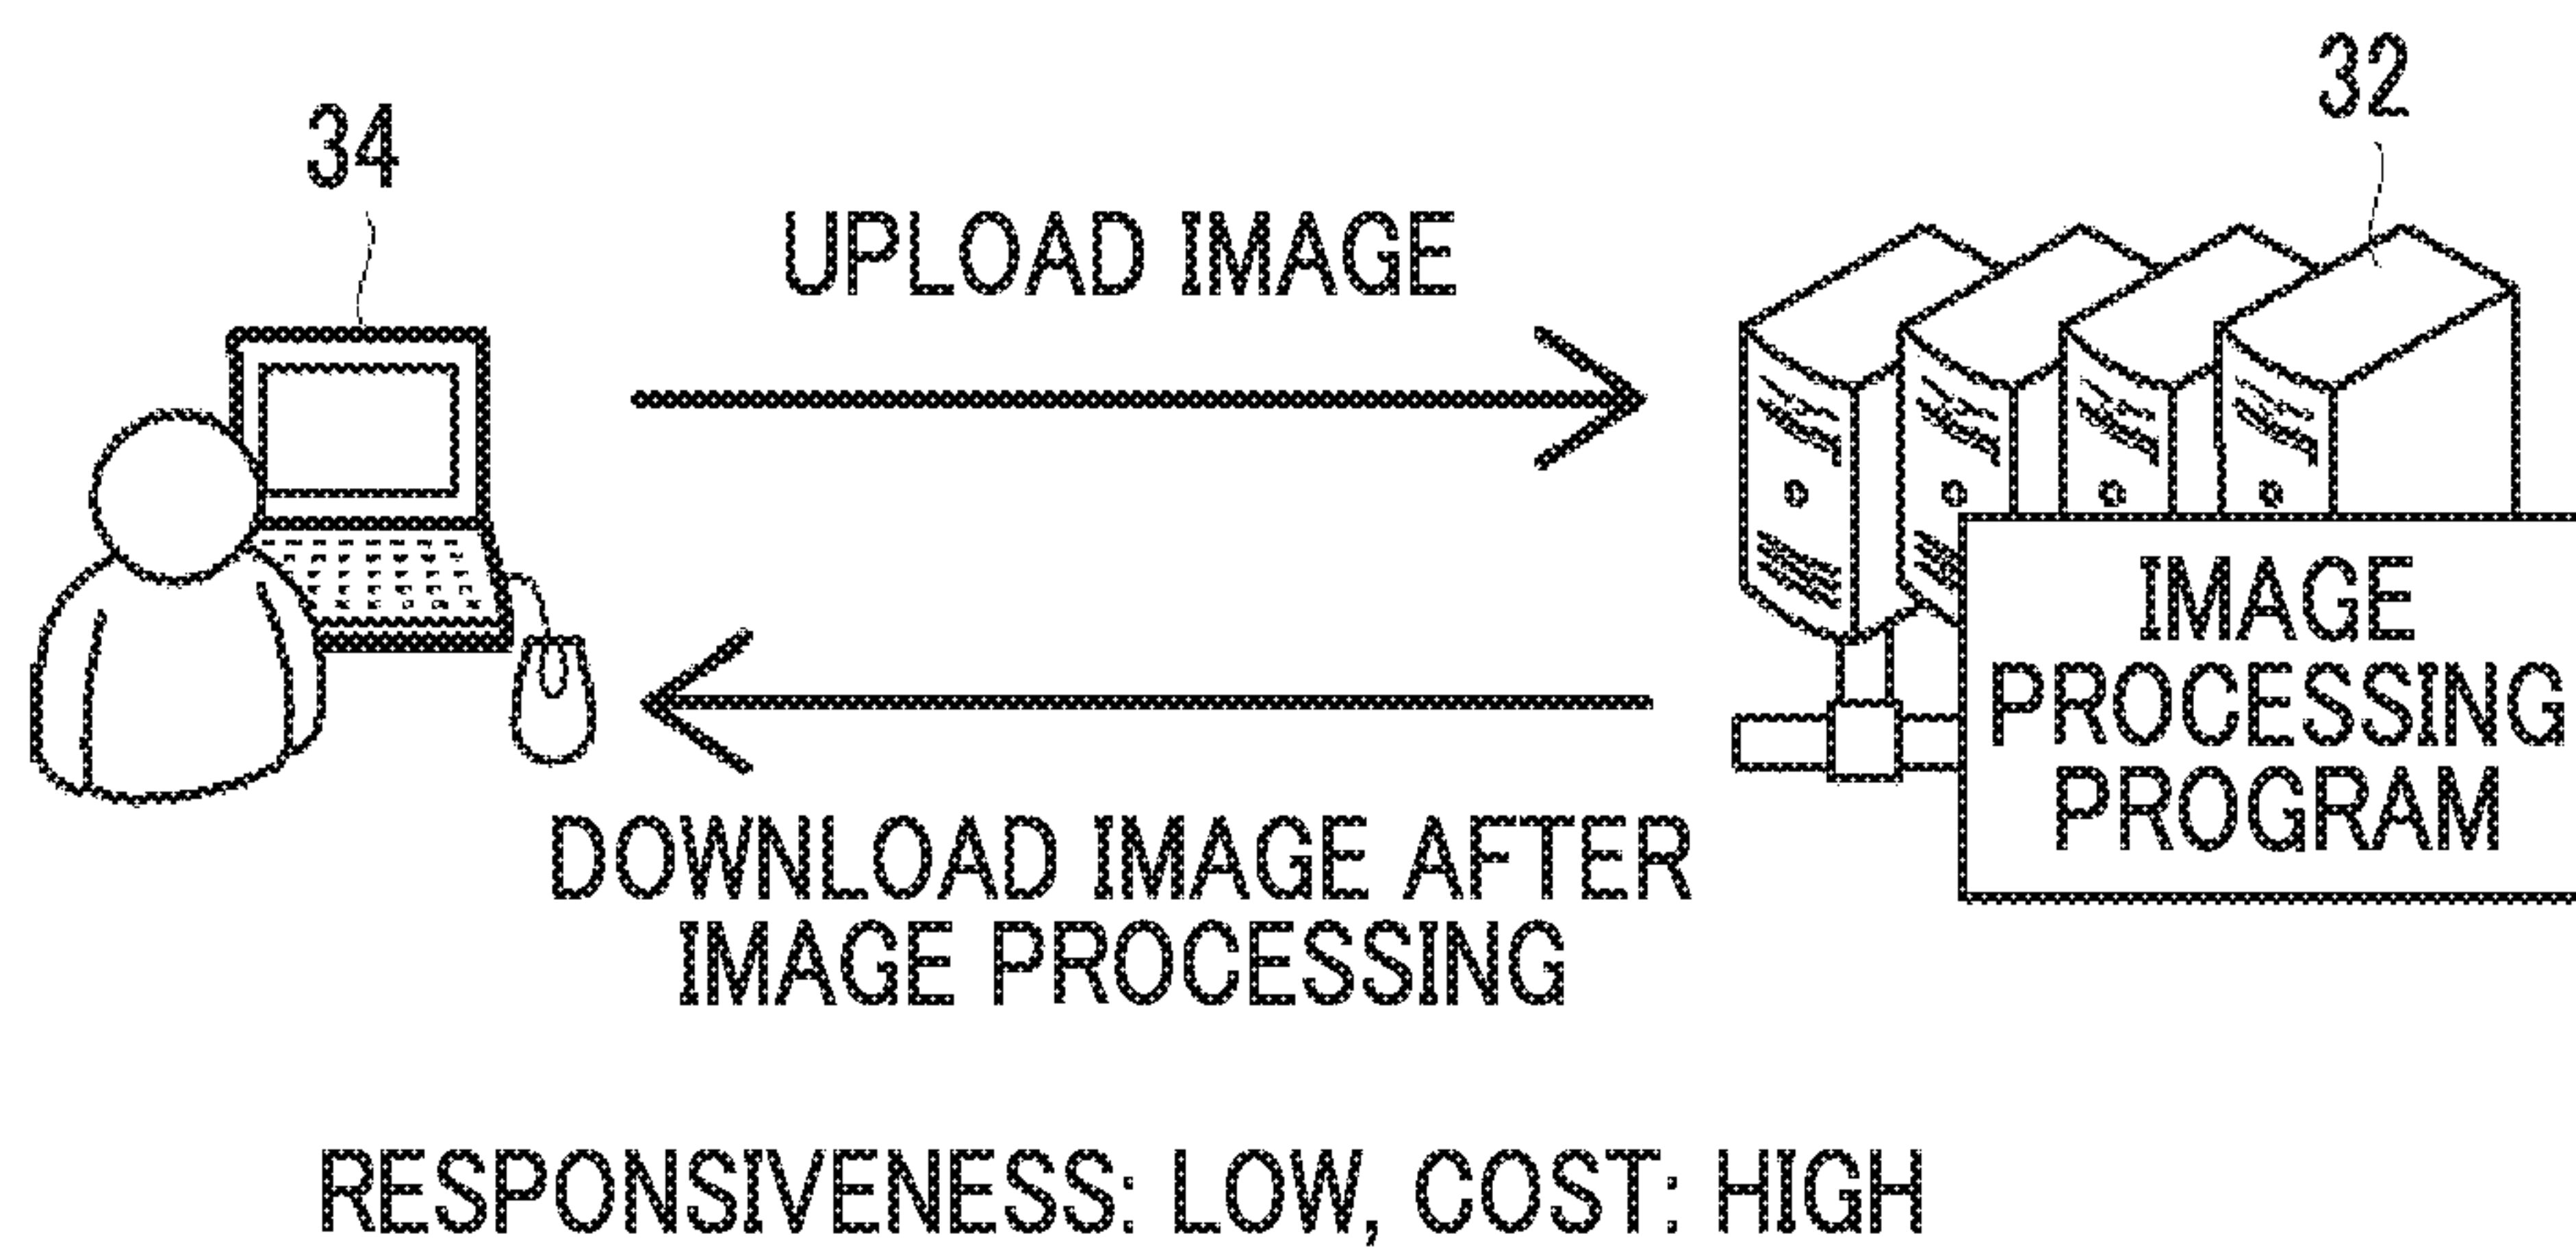 34
32
UPLOAD IMAGE
IMAGE
PROCESSING
PROGRAM
DOWNLOAD IMAGE AFTER
IMAGE PROCESSING
RESPONSIVENESS: LOW, COST: HIGH